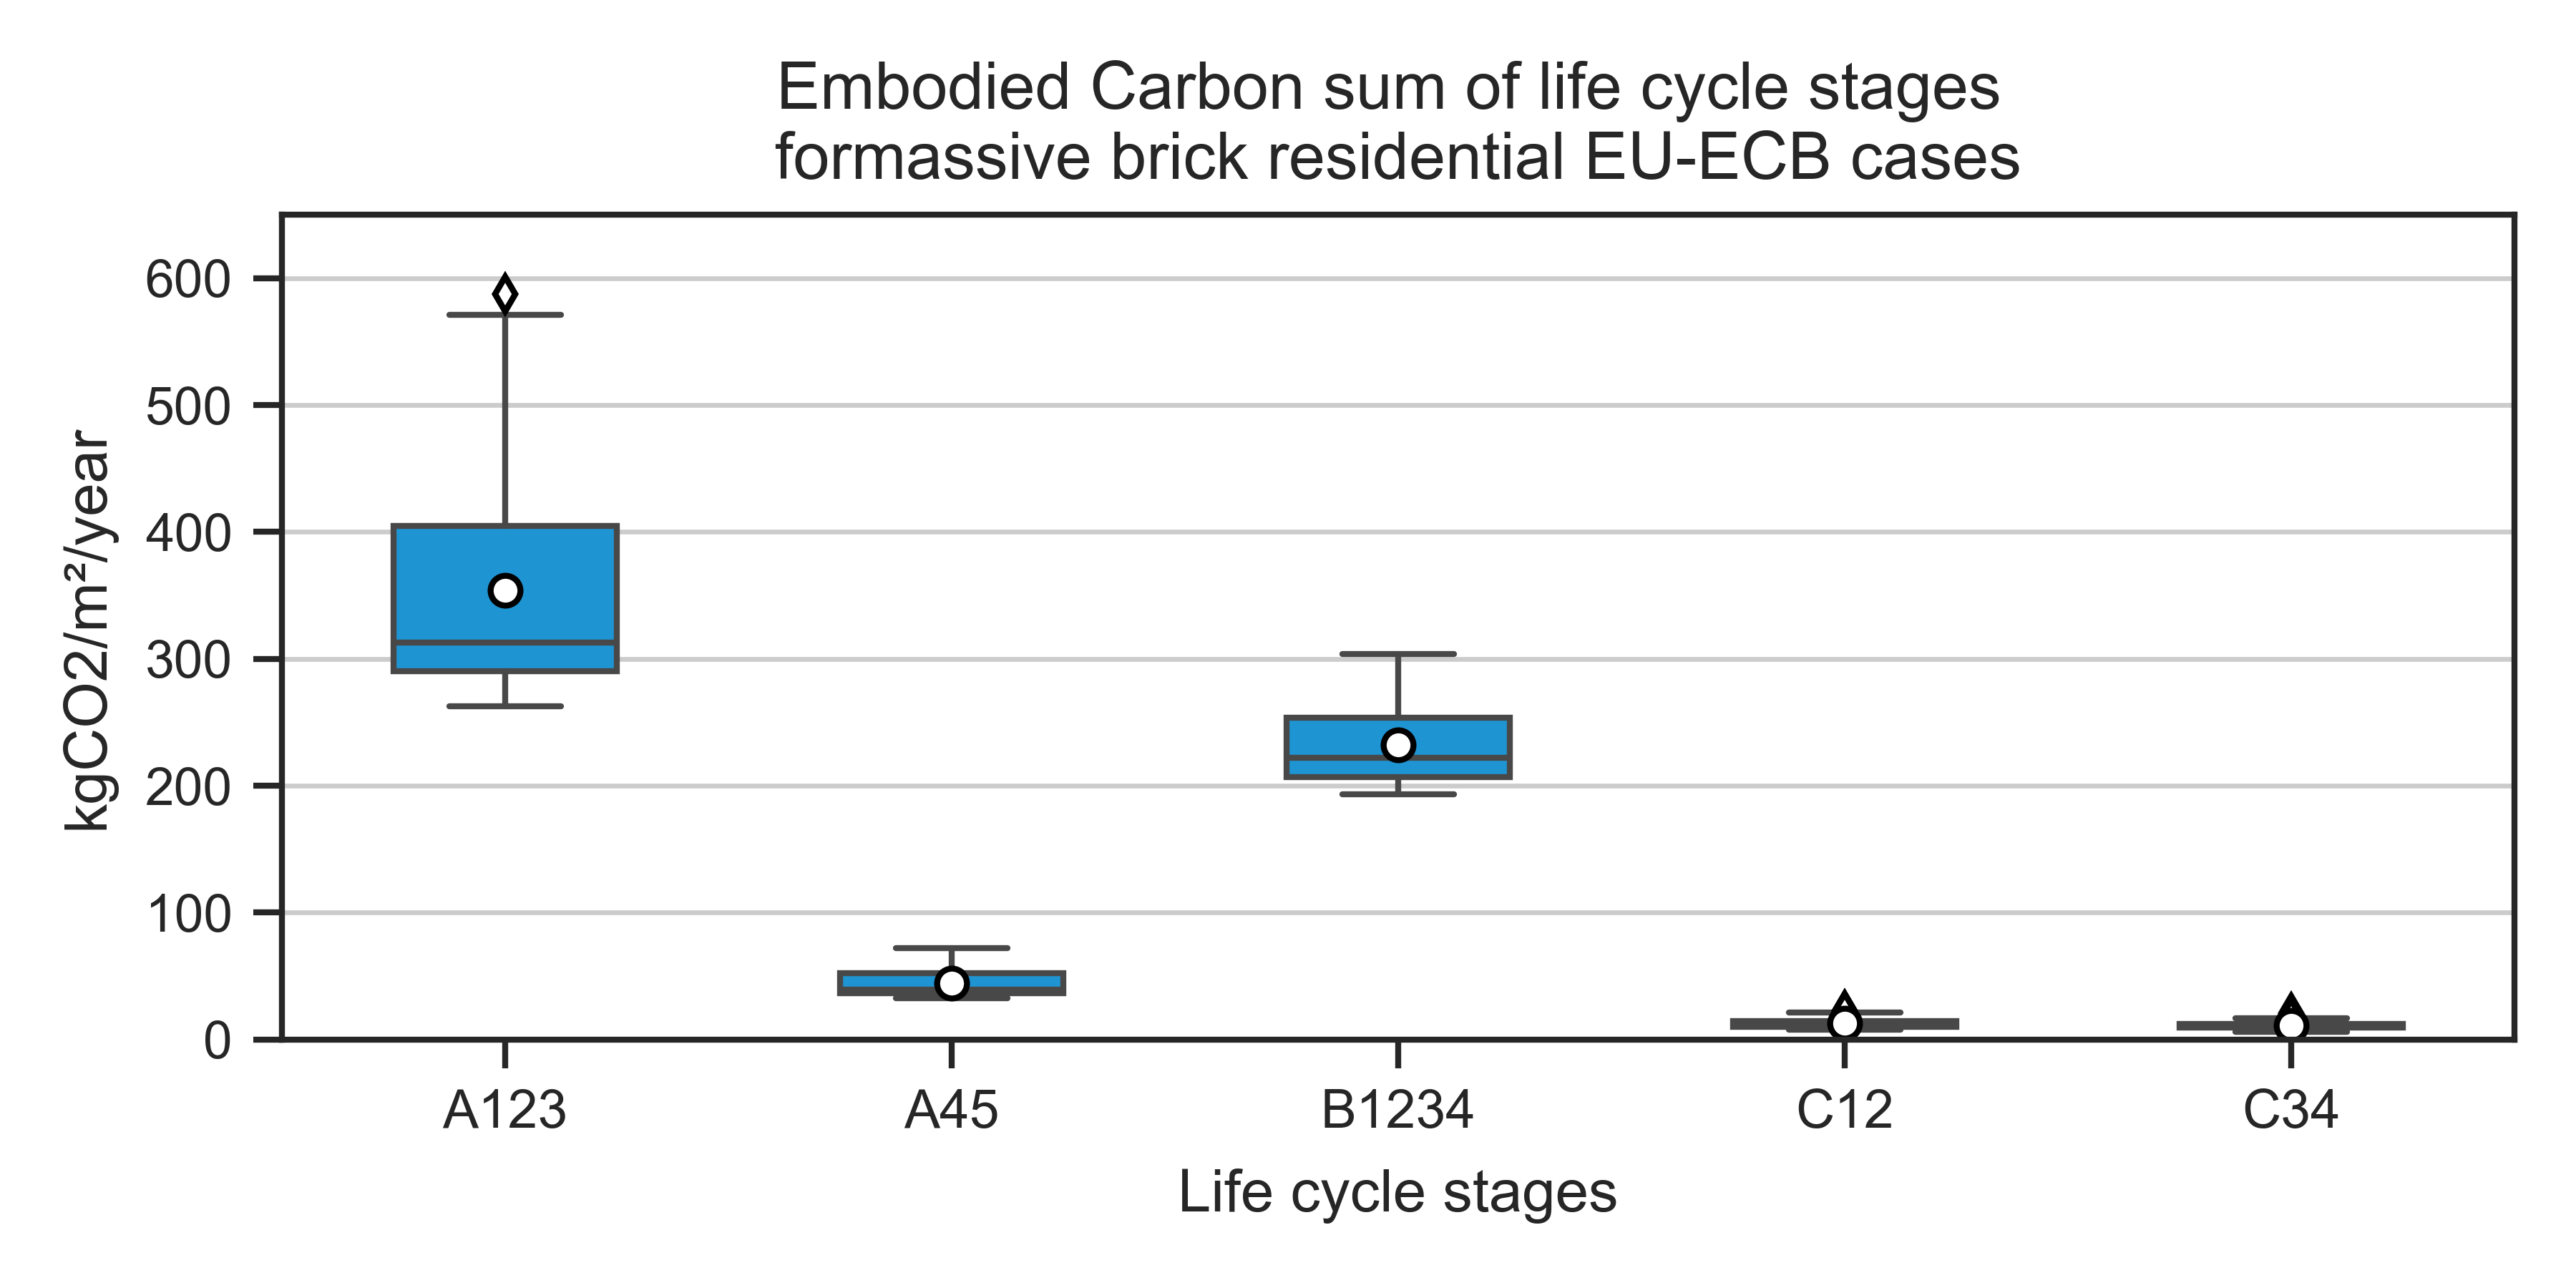 Embodied Carbon sum of life cycle stages
formassive brick residential EU-ECB cases
kgCO2/m²/year
600
500
400
300
200
100
0
A123 A45 B1234 C12 C34
Life cycle stages